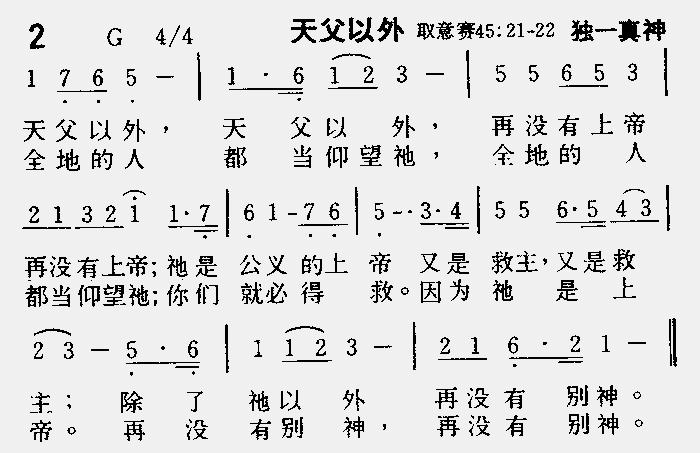 2 G 4/4 天父以外 取意赛45:21-22 独一真神
1 7 6 5 － | 1 · 6 1 2 3 － | 5 5 6 5 3 |
天父以外， 天 父以 外， 再没有上帝
全地的人 都 当仰望祂， 全地的 人
2 1 3 2 1 1 · 7 | 6 1 － 7 6 | 5 － · 3 · 4 | 5 5 6 · 5 4 3 |
再没有上帝；祂是 公义 的上 帝 又是 救主，又是救
都当仰望祂；你们 就必 得 救。因为 祂 是 上
2 3 － 5 · 6 | 1 1 2 3 － | 2 1 6 · 2 1 － ‖
主； 除 了 祂以 外 再没有 别神。
帝。 再 没 有别 神， 再没有 别神。